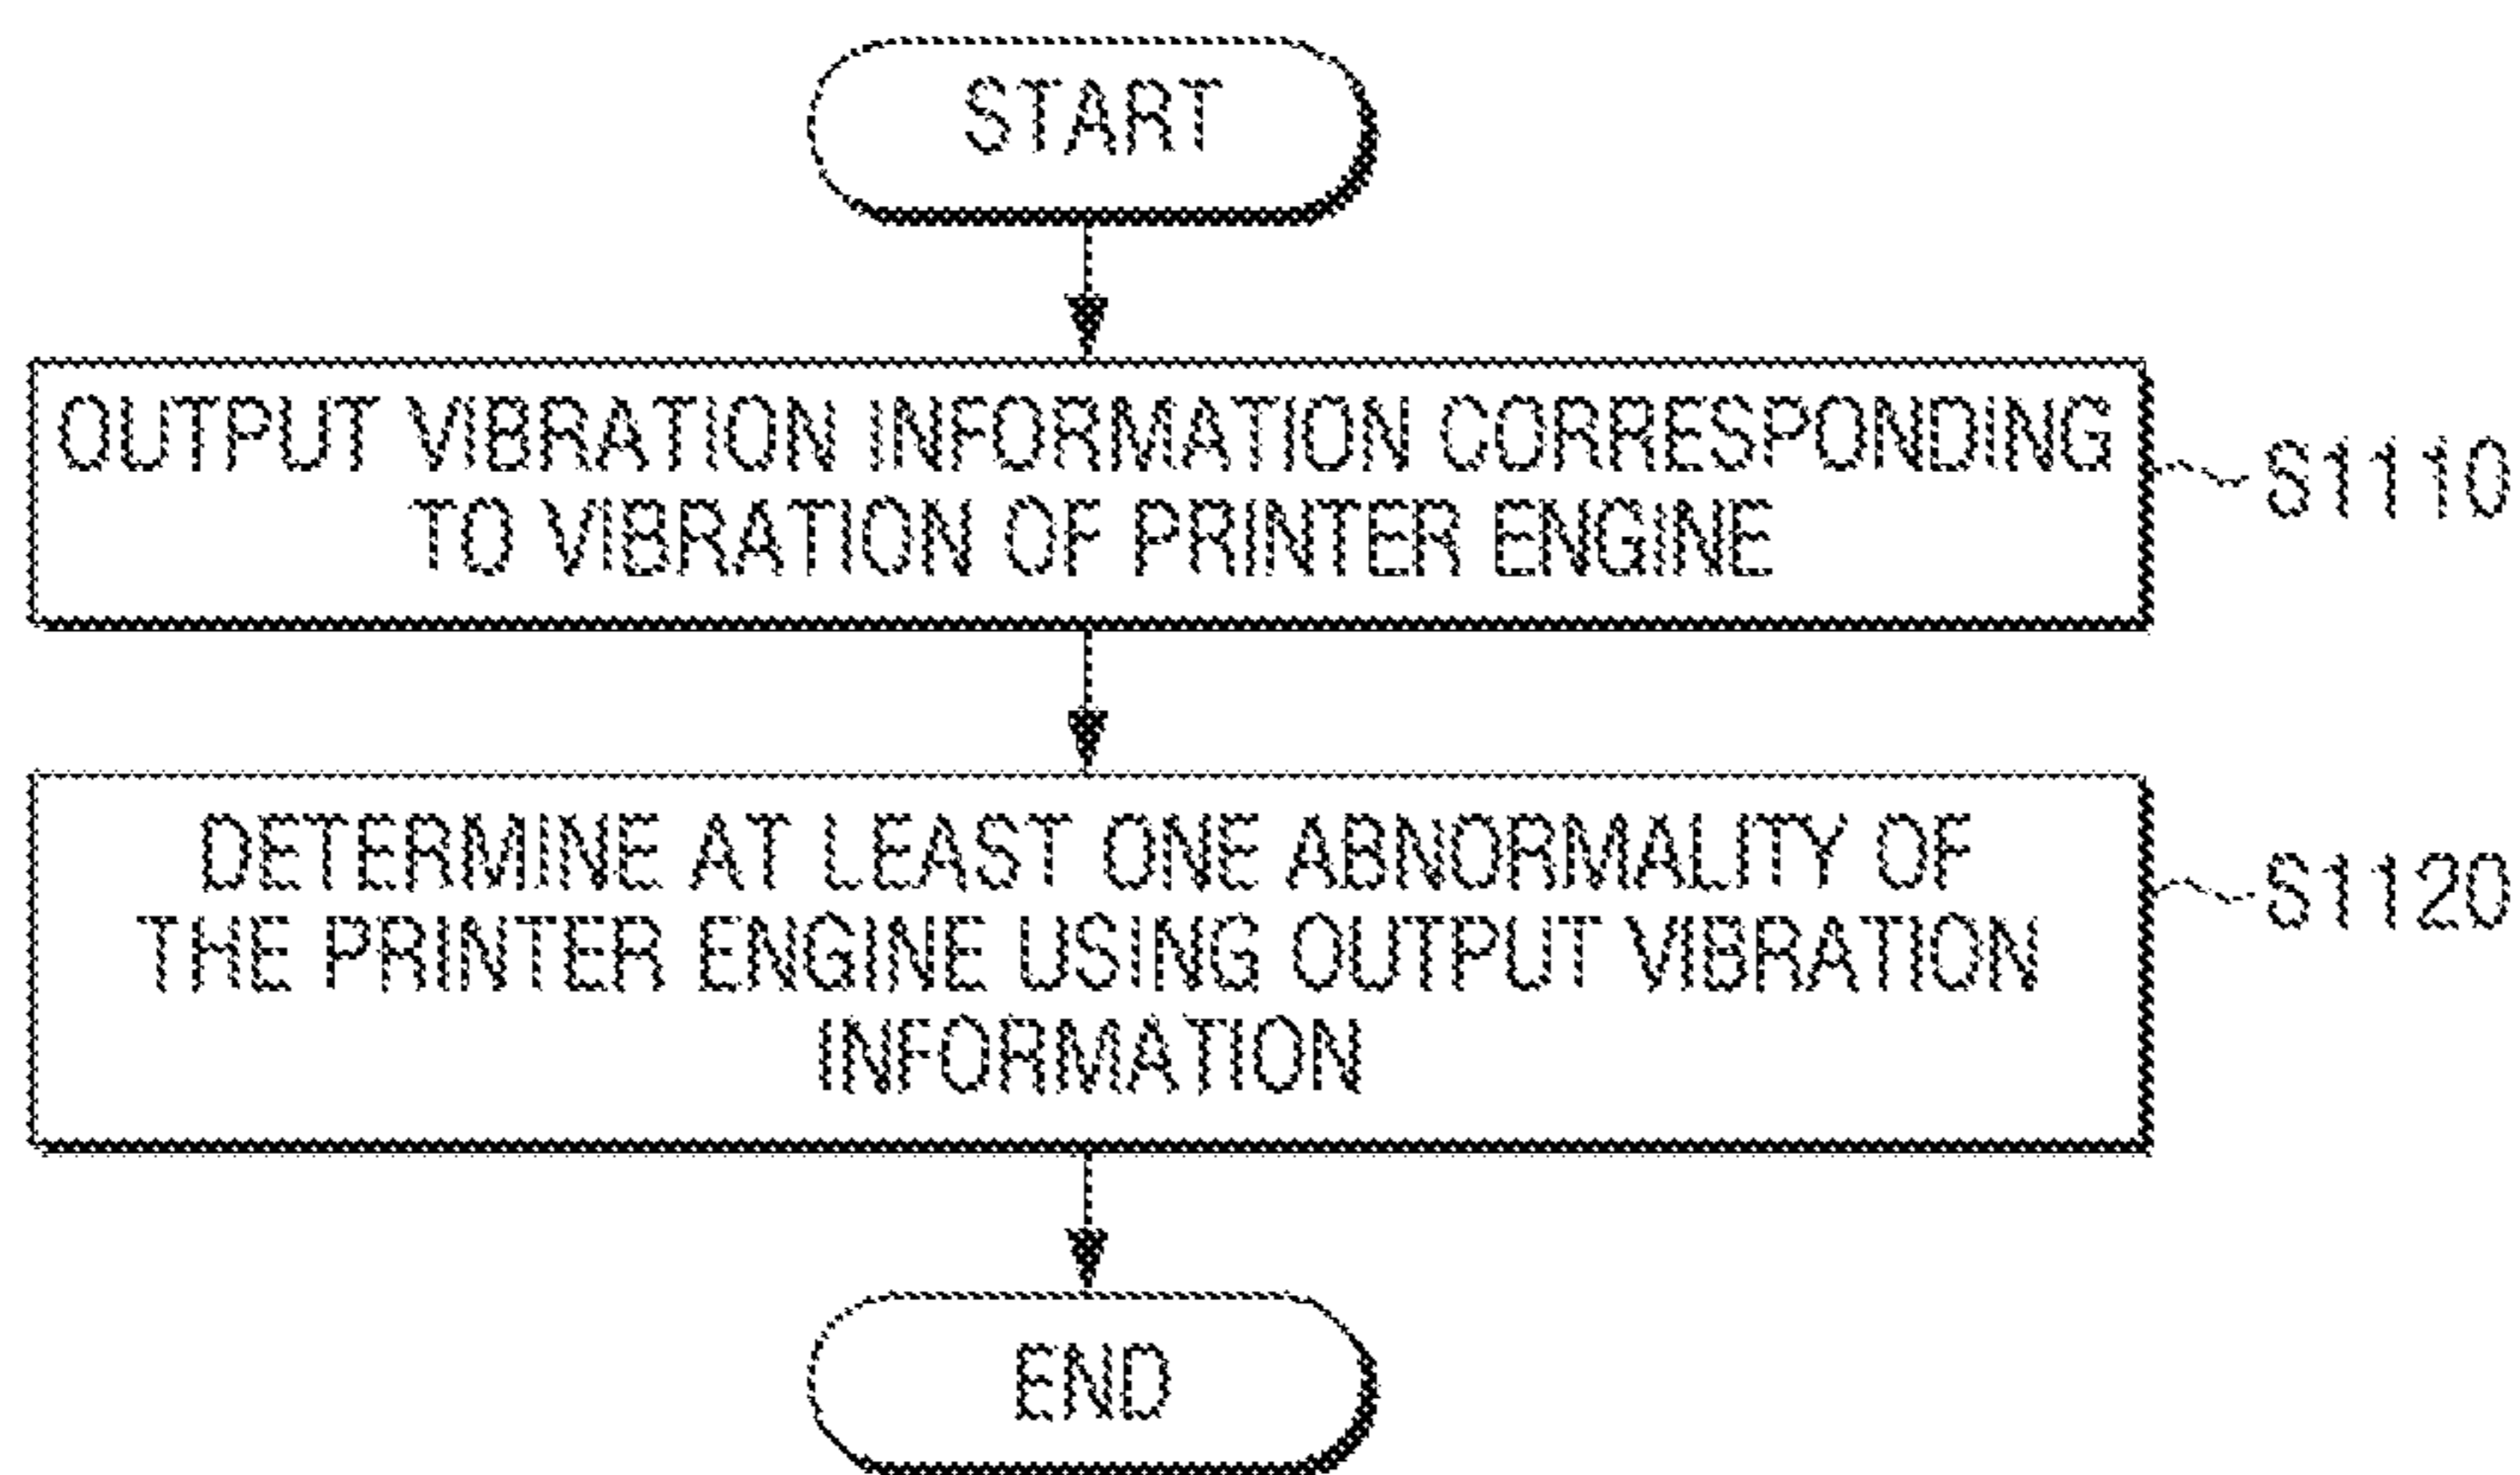 START
OUTPUT VIBRATION INFORMATION CORRESPONDING
TO VIBRATION OF PRINTER ENGINE
S1110
DETERMINE AT LEAST ONE ABNORMALITY OF
THE PRINTER ENGINE USING OUTPUT VIBRATION
INFORMATION
S1120
END